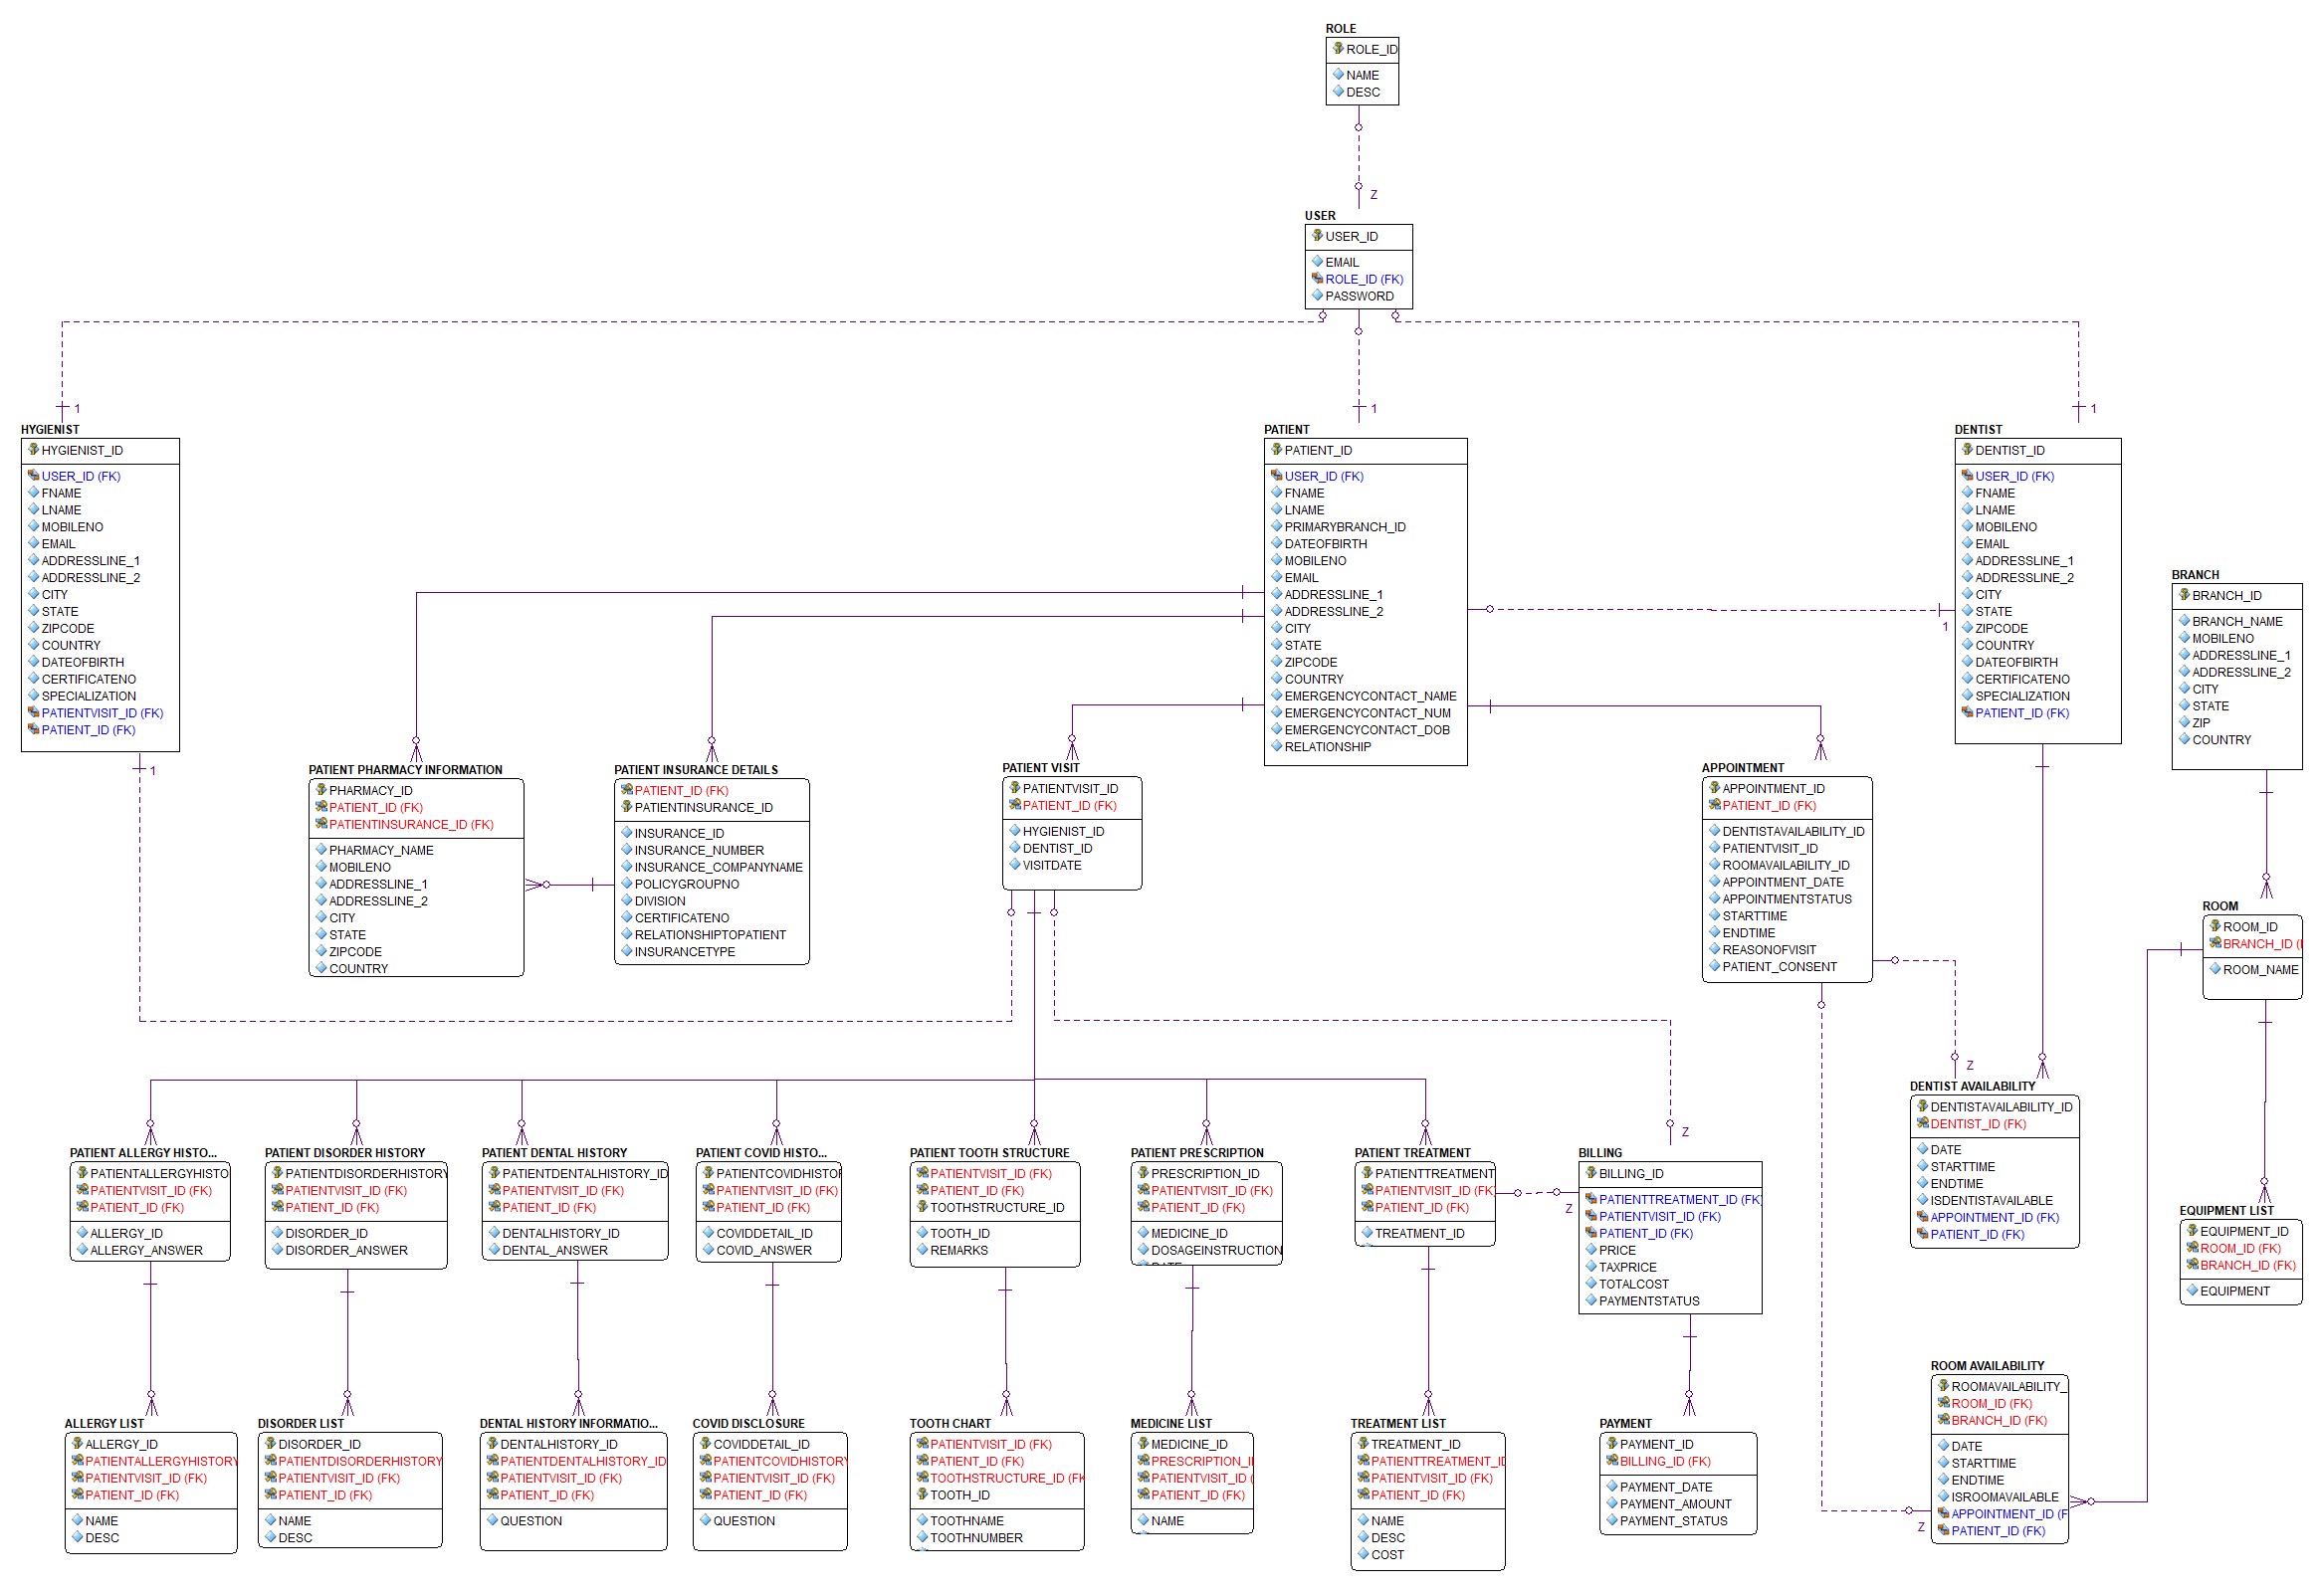 ROLE
ROLE_ID
NAME
DESC
Z
USER
USER_ID
EMAIL
ROLE_ID (FK)
PASSWORD
1
1
1
HYGIENIST
HYGIENIST_ID
USER_ID (FK)
FNAME
LNAME
MOBILENO
EMAIL
ADDRESSLINE_1
ADDRESSLINE_2
CITY
STATE
ZIPCODE
COUNTRY
DATEOFBIRTH
CERTIFICATENO
SPECIALIZATION
PATIENTVISIT_ID (FK)
PATIENT_ID (FK)
1
PATIENT
PATIENT_ID
USER_ID (FK)
FNAME
LNAME
PRIMARYBRANCH_ID
DATEOFBIRTH
MOBILENO
EMAIL
ADDRESSLINE_1
ADDRESSLINE_2
CITY
STATE
ZIPCODE
COUNTRY
EMERGENCYCONTACT_NAME
EMERGENCYCONTACT_NUM
EMERGENCYCONTACT_DOB
RELATIONSHIP
1
DENTIST
DENTIST_ID
USER_ID (FK)
FNAME
LNAME
MOBILENO
EMAIL
ADDRESSLINE_1
ADDRESSLINE_2
CITY
STATE
ZIPCODE
COUNTRY
DATEOFBIRTH
CERTIFICATENO
SPECIALIZATION
PATIENT_ID (FK)
BRANCH
BRANCH_ID
BRANCH_NAME
MOBILENO
ADDRESSLINE_1
ADDRESSLINE_2
CITY
STATE
ZIP
COUNTRY
PATIENT PHARMACY INFORMATION
PHARMACY_ID
PATIENT_ID (FK)
PATIENTINSURANCE_ID (FK)
PHARMACY_NAME
MOBILENO
ADDRESSLINE_1
ADDRESSLINE_2
CITY
STATE
ZIPCODE
COUNTRY
PATIENT INSURANCE DETAILS
PATIENT_ID (FK)
PATIENTINSURANCE_ID
INSURANCE_ID
INSURANCE_NUMBER
INSURANCE_COMPANYNAME
POLICYGROUPNO
DIVISION
CERTIFICATENO
RELATIONSHIPTOPATIENT
INSURANCETYPE
PATIENT VISIT
PATIENTVISIT_ID
PATIENT_ID (FK)
HYGIENIST_ID
DENTIST_ID
VISITDATE
APPOINTMENT
APPOINTMENT_ID
PATIENT_ID (FK)
DENTISTAVAILABILITY_ID
PATIENTVISIT_ID
ROOMAVAILABILITY_ID
APPOINTMENT_DATE
APPOINTMENTSTATUS
STARTTIME
ENDTIME
REASONOFVISIT
PATIENT_CONSENT
ROOM
ROOM_ID
BRANCH_ID (
ROOM_NAME
Z
DENTIST AVAILABILITY
DENTISTAVAILABILITY_ID
DENTIST_ID (FK)
DATE
STARTTIME
ENDTIME
ISDENTISTAVAILABLE
APPOINTMENT_ID (FK)
PATIENT_ID (FK)
PATIENT ALLERGY HISTO...
PATIENTALLERGYHISTO
PATIENTVISIT_ID (FK)
PATIENT_ID (FK)
ALLERGY_ID
ALLERGY_ANSWER
PATIENT DISORDER HISTORY
PATIENTDISORDERHISTORY
PATIENTVISIT_ID (FK)
PATIENT_ID (FK)
DISORDER_ID
DISORDER_ANSWER
PATIENT DENTAL HISTORY
PATIENTDENTALHISTORY_ID
PATIENTVISIT_ID (FK)
PATIENT_ID (FK)
DENTALHISTORY_ID
DENTAL_ANSWER
PATIENT COVID HISTO...
PATIENTCOVIDHISTOR
PATIENTVISIT_ID (FK)
PATIENT_ID (FK)
COVIDDETAIL_ID
COVID_ANSWER
PATIENT TOOTH STRUCTURE
PATIENTVISIT_ID (FK)
PATIENT_ID (FK)
TOOTHSTRUCTURE_ID
TOOTH_ID
REMARKS
PATIENT PRESCRIPTION
PRESCRIPTION_ID
PATIENTVISIT_ID (FK)
PATIENT_ID (FK)
MEDICINE_ID
DOSAGEINSTRUCTION
PATIENT TREATMENT
PATIENTTREATMENT
PATIENTVISIT_ID (FK)
PATIENT_ID (FK)
TREATMENT_ID
Z
Z
BILLING
BILLING_ID
PATIENTTREATMENT_ID (FK)
PATIENTVISIT_ID (FK)
PATIENT_ID (FK)
PRICE
TAXPRICE
TOTALCOST
PAYMENTSTATUS
EQUIPMENT LIST
EQUIPMENT_ID
ROOM_ID (FK)
BRANCH_ID (FK)
EQUIPMENT
ROOM AVAILABILITY
ROOMAVAILABILITY_
ROOM_ID (FK)
BRANCH_ID (FK)
DATE
STARTTIME
ENDTIME
ISROOMAVAILABLE
APPOINTMENT_ID (F
PATIENT_ID (FK)
Z
ALLERGY LIST
ALLERGY_ID
PATIENTALLERGYHISTORY
PATIENTVISIT_ID (FK)
PATIENT_ID (FK)
NAME
DESC
DISORDER LIST
DISORDER_ID
PATIENTDISORDERHISTORY
PATIENTVISIT_ID (FK)
PATIENT_ID (FK)
NAME
DESC
DENTAL HISTORY INFORMATIO...
DENTALHISTORY_ID
PATIENTDENTALHISTORY_ID
PATIENTVISIT_ID (FK)
PATIENT_ID (FK)
QUESTION
COVID DISCLOSURE
COVIDDETAIL_ID
PATIENTCOVIDHISTORY
PATIENTVISIT_ID (FK)
PATIENT_ID (FK)
QUESTION
TOOTH CHART
PATIENTVISIT_ID (FK)
PATIENT_ID (FK)
TOOTHSTRUCTURE_ID (FK
TOOTH_ID
TOOTHNAME
TOOTHNUMBER
MEDICINE LIST
MEDICINE_ID
PRESCRIPTION_I
PATIENTVISIT_ID (
PATIENT_ID (FK)
NAME
TREATMENT LIST
TREATMENT_ID
PATIENTTREATMENT_ID
PATIENTVISIT_ID (FK)
PATIENT_ID (FK)
NAME
DESC
COST
PAYMENT
PAYMENT_ID
BILLING_ID (FK)
PAYMENT_DATE
PAYMENT_AMOUNT
PAYMENT_STATUS